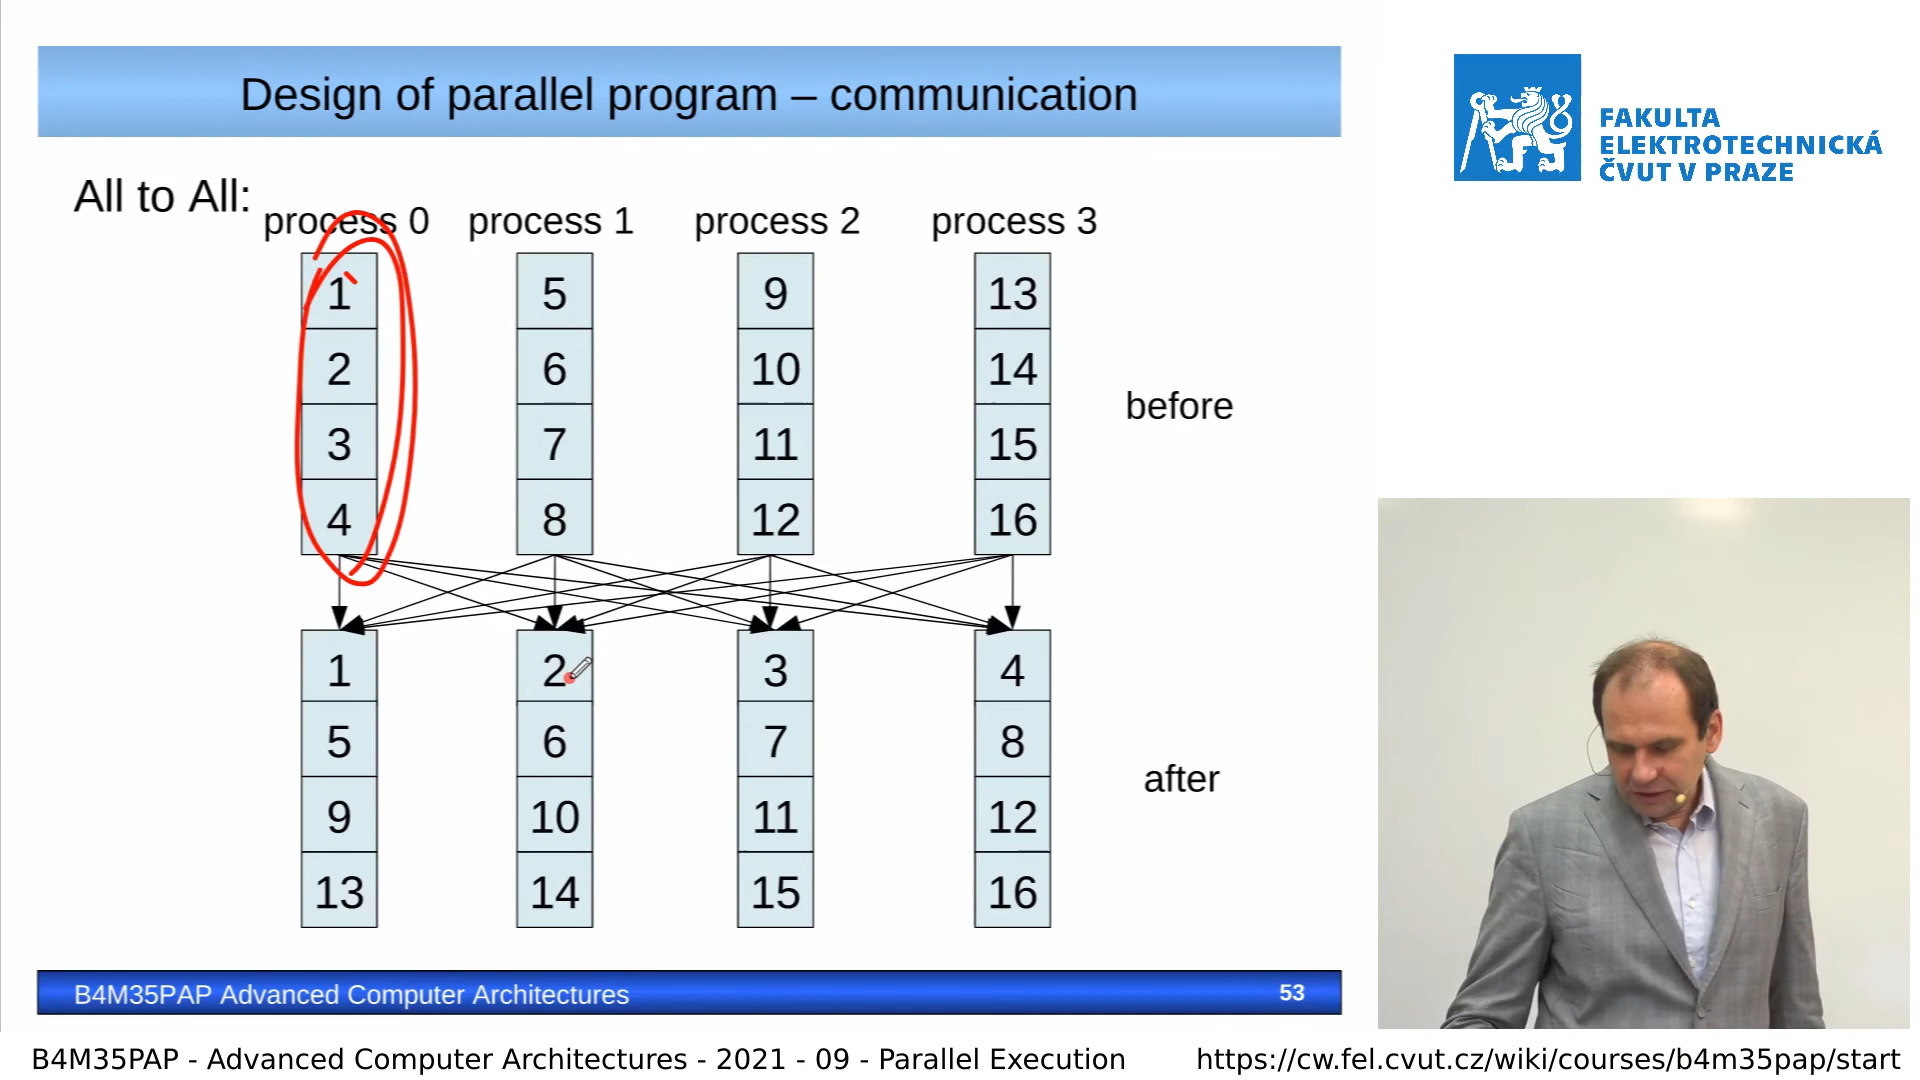 Design of parallel program – communication
FAKULTA
ELEKTROTECHNICKÁ
ČVUT V PRAZE
All to All:
process 0 process 1 process 2 process 3
1 5 9 13
2 6 10 14
before
3 7 11 15
4 8 12 16
1 2 3 4
5 6 7 8
after
9 10 11 12
13 14 15 16
B4M35PAP Advanced Computer Architectures 53
B4M35PAP - Advanced Computer Architectures - 2021 - 09 - Parallel Execution https://cw.fel.cvut.cz/wiki/courses/b4m35pap/start